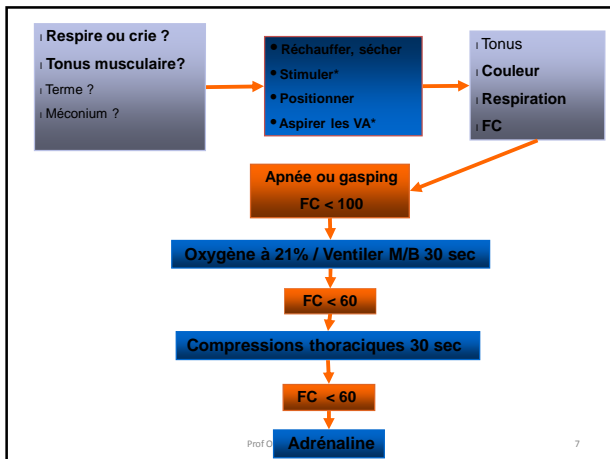 Respire ou crie ?
Tonus musculaire?
Terme ?
Méconium ?
• Réchauffer, sécher
• Stimuler*
• Positionner
• Aspirer les VA*
Tonus
Couleur
Respiration
FC
Apnée ou gasping
FC < 100
Oxygène à 21% / Ventiler M/B 30 sec
FC < 60
Compressions thoraciques 30 sec
FC < 60
Adrénaline
Prof
7